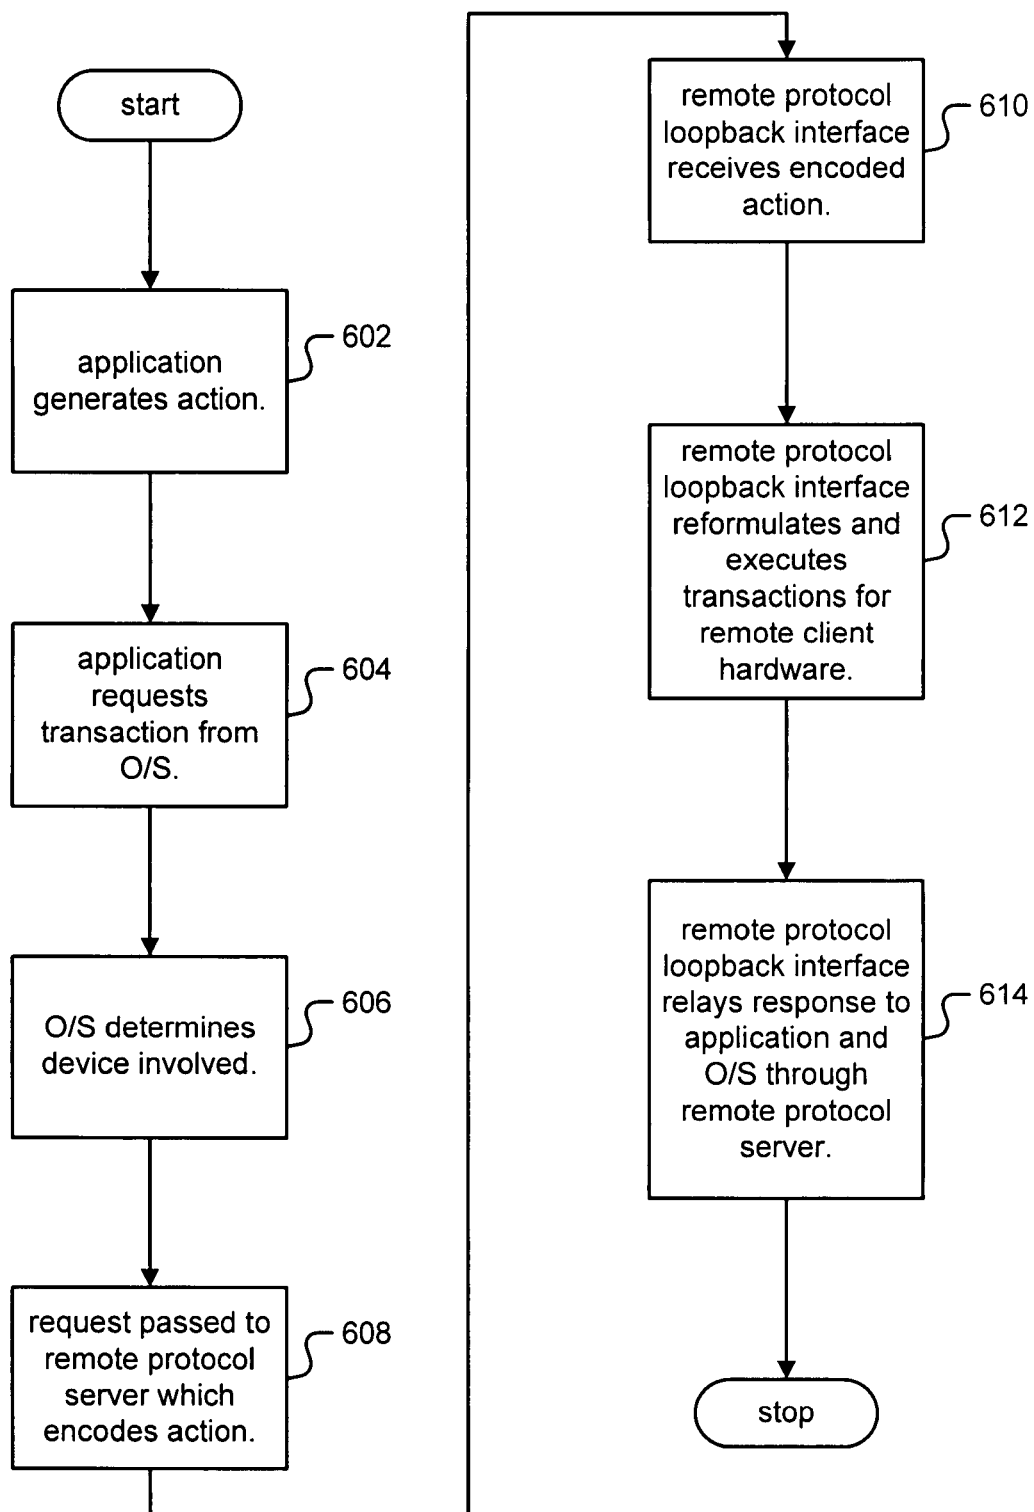 start
application
generates action.
602
application
requests
transaction from
O/S.
604
O/S determines
device involved.
606
request passed to
remote protocol
server which
encodes action.
608
remote protocol
loopback interface
receives encoded
action.
610
remote protocol
loopback interface
reformulates and
executes
transactions for
remote client
hardware.
612
remote protocol
loopback interface
relays response to
application and
O/S through
remote protocol
server.
614
stop